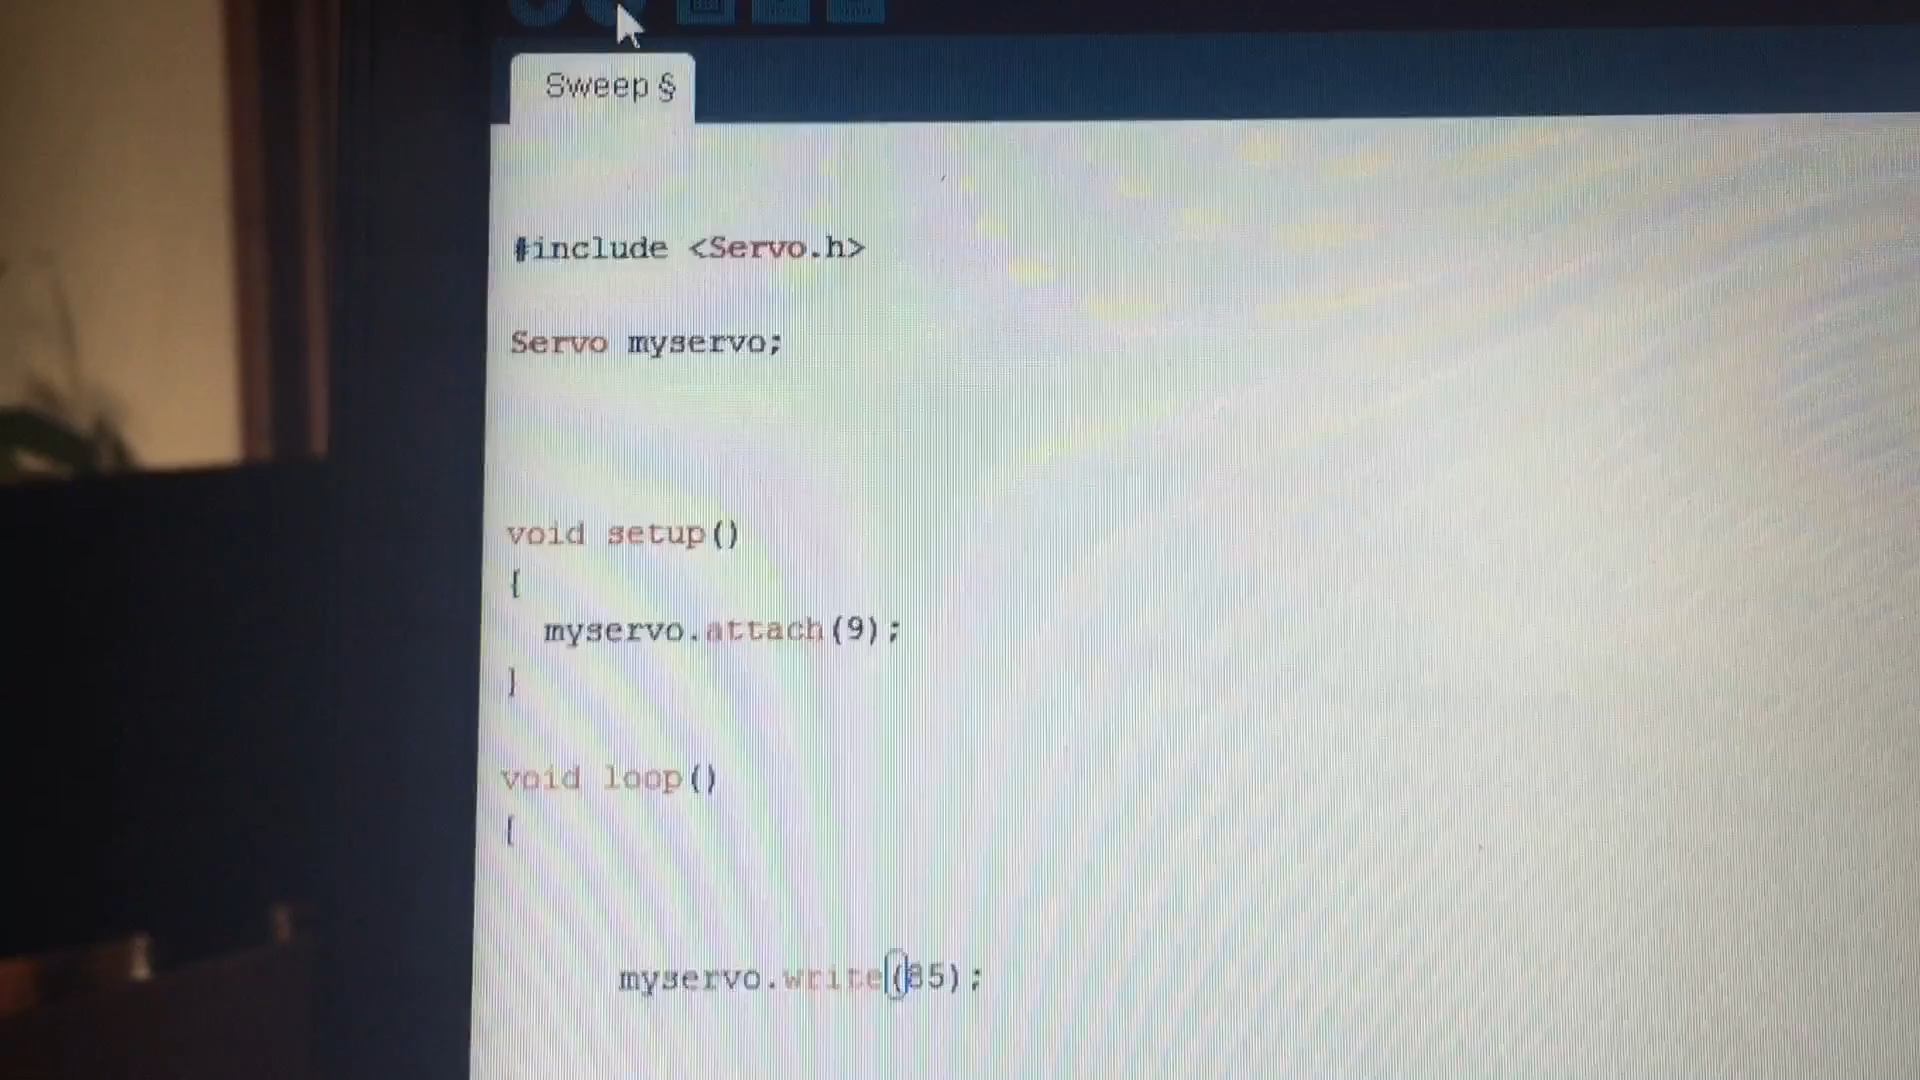 Sweep §
#include <Servo.h>
Servo myservo;
void setup()
{
myservo.attach(9);
}
void loop()
{
myservo.write(85);